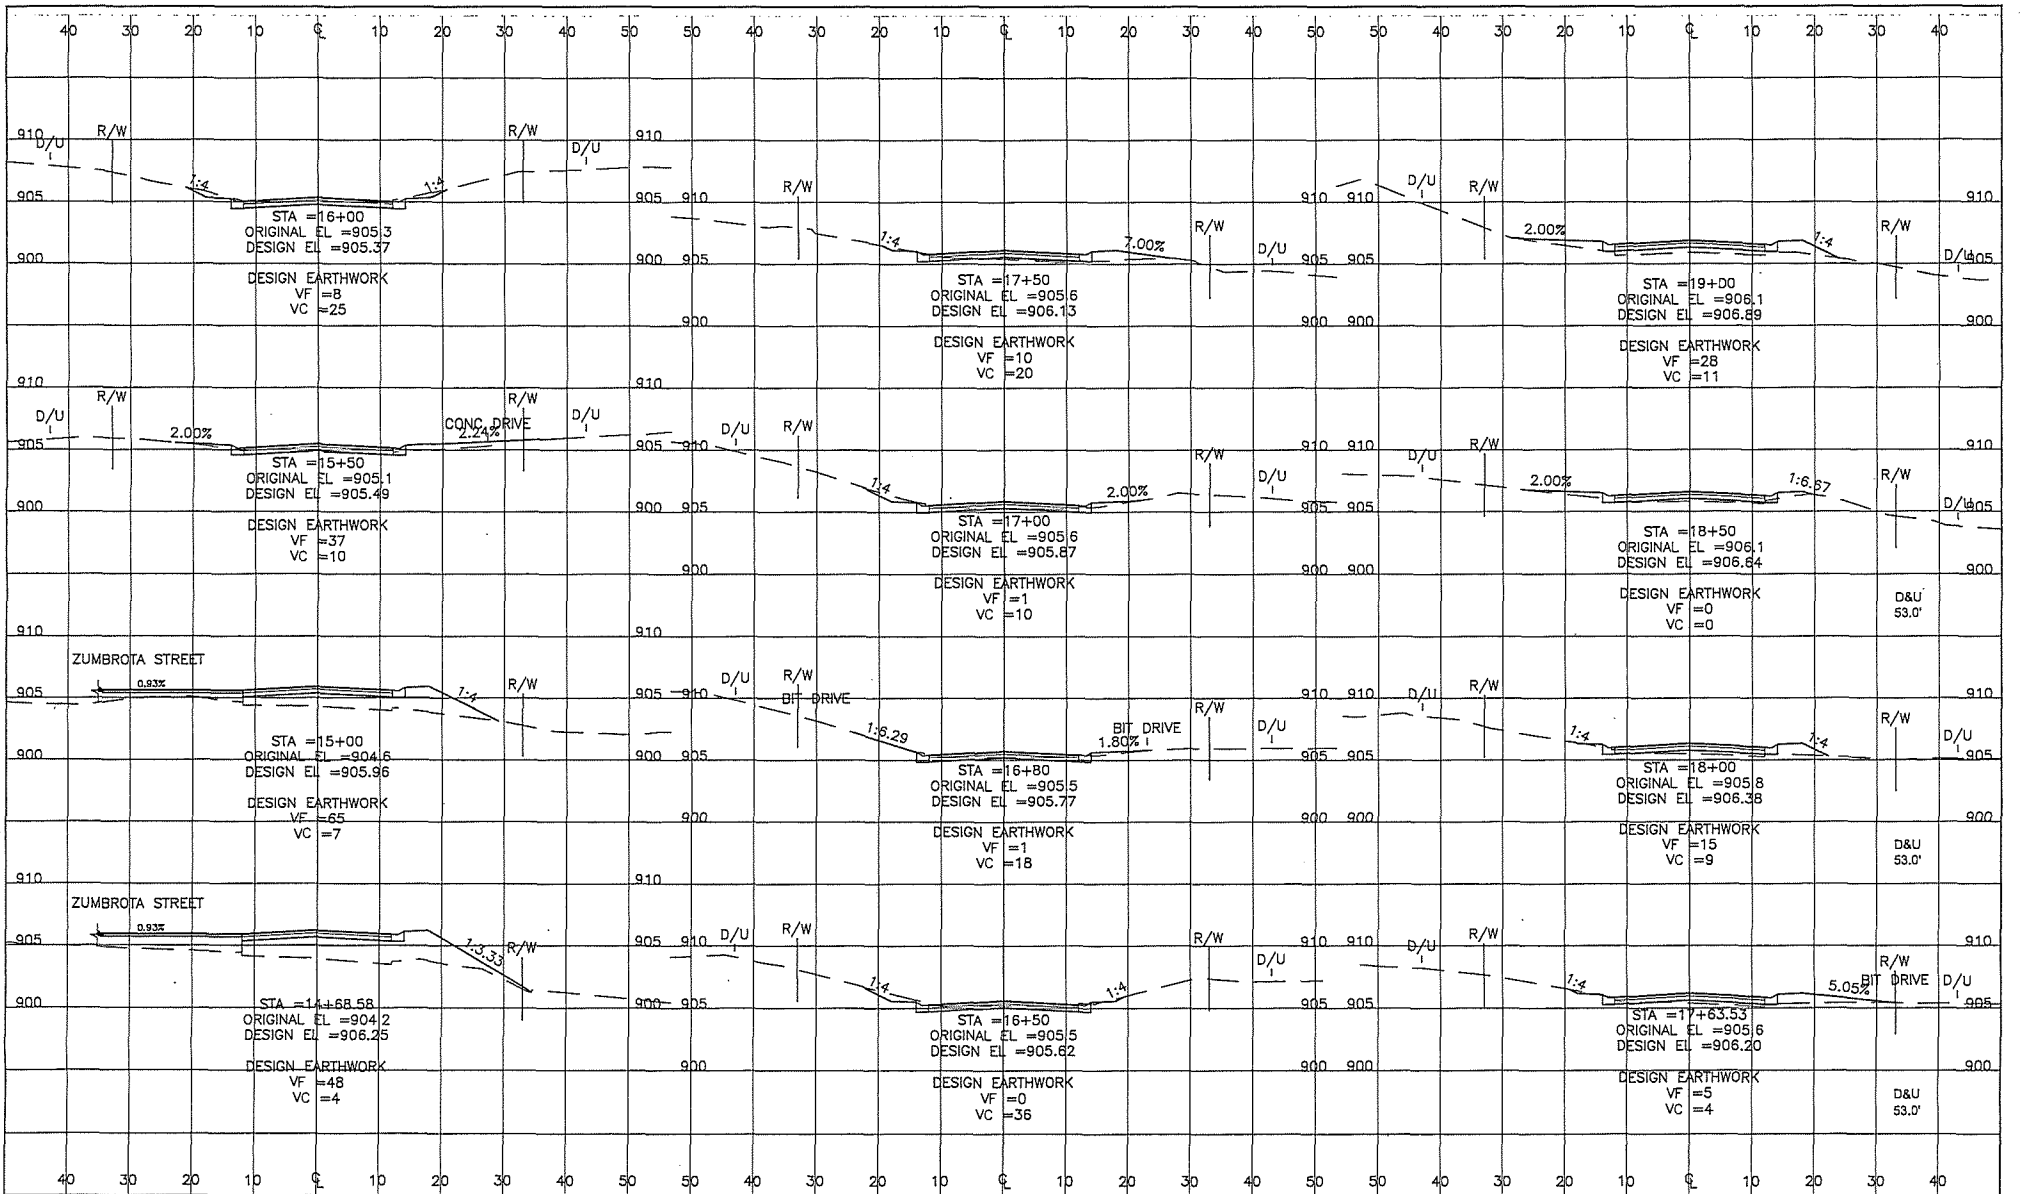 40 30 20 10 ℄ 10 20 30 40 50 50 40 30 20 10 ℄ 10 20 30 40 50 50 40 30 20 10 ℄ 10 20 30 40
910 D/U R/W R/W D/U 910
905 1:4 1:4 905
STA =16+00
ORIGINAL EL =905.3
DESIGN EL =905.37
900 900
DESIGN EARTHWORK
VF =8
VC =25
910 910
D/U R/W 2.00% CONC DRIVE 2.24% R/W D/U
905 905
STA =15+50
ORIGINAL EL =905.1
DESIGN EL =905.49
900 900
DESIGN EARTHWORK
VF =37
VC =10
910 910
ZUMBROTA STREET
0.93% 1:4 R/W
905 905
STA =15+00
ORIGINAL EL =904.6
DESIGN EL =905.96
900 900
DESIGN EARTHWORK
VF =65
VC =7
910 910
ZUMBROTA STREET
0.93% 1:3.33 R/W
905 905
STA =14+68.58
ORIGINAL EL =904.2
DESIGN EL =906.25
900
DESIGN EARTHWORK
VF =48
VC =4
910 910
R/W 1:4 7.00% R/W D/U
905 905
STA =17+50
ORIGINAL EL =905.6
DESIGN EL =906.13
900 900
DESIGN EARTHWORK
VF =10
VC =20
910 910
D/U R/W 1:4 2.00% R/W D/U
905 905
STA =17+00
ORIGINAL EL =905.6
DESIGN EL =905.87
900 900
DESIGN EARTHWORK
VF =1
VC =10
910 910
D/U R/W BIT DRIVE 1:6.29 BIT DRIVE 1.80% R/W D/U
905 905
STA =16+80
ORIGINAL EL =905.5
DESIGN EL =905.77
900 900
DESIGN EARTHWORK
VF =1
VC =18
910 910
D/U R/W 1:4 1:4 R/W D/U
905 905
STA =16+50
ORIGINAL EL =905.5
DESIGN EL =905.62
900 900
DESIGN EARTHWORK
VF =0
VC =36
910 910
D/U R/W 2.00% 1:4 R/W D/U
905 905
STA =19+00
ORIGINAL EL =906.1
DESIGN EL =906.89
900 900
DESIGN EARTHWORK
VF =28
VC =11
910 910
D/U R/W 2.00% 1:6.67 R/W D/U
905 905
STA =18+50
ORIGINAL EL =906.1
DESIGN EL =906.64
900 900
DESIGN EARTHWORK
VF =0
VC =0
D&U
53.0'
910 910
D/U R/W 1:4 1:4 R/W D/U
905 905
STA =18+00
ORIGINAL EL =905.8
DESIGN EL =906.38
900 900
DESIGN EARTHWORK
VF =15
VC =9
D&U
53.0'
910 910
D/U R/W 1:4 5.05% R/W BIT DRIVE D/U
905 905
STA =17+63.53
ORIGINAL EL =905.6
DESIGN EL =906.20
900 900
DESIGN EARTHWORK
VF =5
VC =4
D&U
53.0'
40 30 20 10 ℄ 10 20 30 40 50 50 40 30 20 10 ℄ 10 20 30 40 50 50 40 30 20 10 ℄ 10 20 30 40